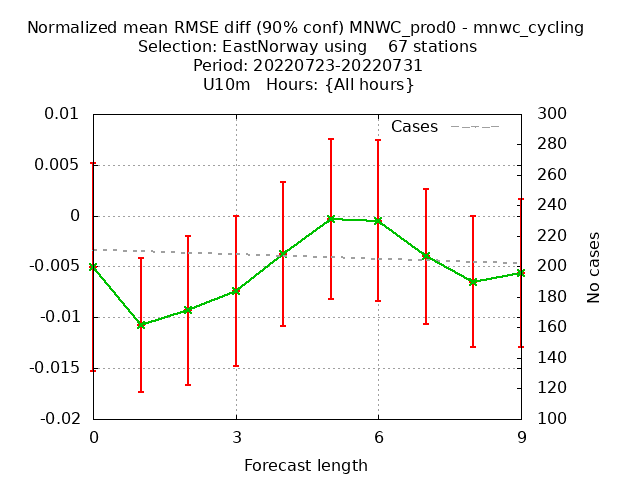 Normalized mean RMSE diff (90% conf) MNWC_prod0 - mnwc_cycling
Selection: EastNorway using    67 stations
Period: 20220723-20220731
U10m   Hours: {All hours}
0.01
0.005
0
-0.005
-0.01
-0.015
-0.02
Cases
300
280
260
240
220
200
180
160
140
120
100
No cases
0 3 6 9
Forecast length